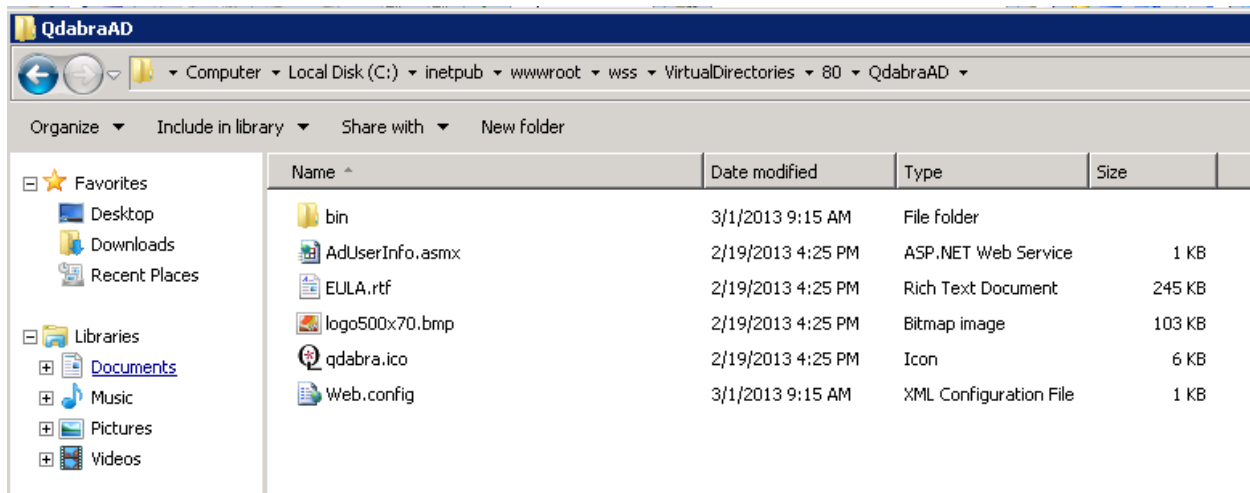 QdabraAD
Computer Local Disk (C:) inetpub wwwroot wss VirtualDirectories 80 QdabraAD
Organize Include in library Share with New folder
Favorites
Desktop
Downloads
Recent Places
Libraries
Documents
Music
Pictures
Videos
Name Date modified Type Size
bin 3/1/2013 9:15 AM File folder
AdUserInfo.asmx 2/19/2013 4:25 PM ASP.NET Web Service 1 KB
EULA.rtf 2/19/2013 4:25 PM Rich Text Document 245 KB
logo500x70.bmp 2/19/2013 4:25 PM Bitmap image 103 KB
qdabra.ico 2/19/2013 4:25 PM Icon 6 KB
Web.config 3/1/2013 9:15 AM XML Configuration File 1 KB